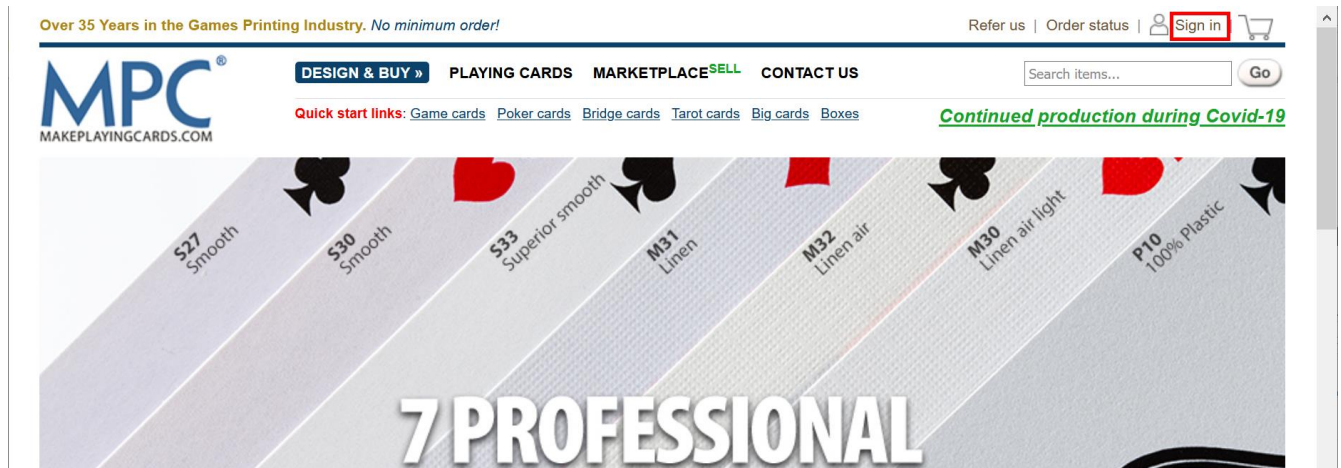 Over 35 Years in the Games Printing Industry. No minimum order!
Refer us | Order status | Sign in |
MPC®
MAKEPLAYINGCARDS.COM
DESIGN & BUY » PLAYING CARDS MARKETPLACESELL CONTACT US
Search items... Go
Quick start links: Game cards Poker cards Bridge cards Tarot cards Big cards Boxes
Continued production during Covid-19
S27
Smooth
S30
Smooth
S33
Superior smooth
M31
Linen
M32
Linen air
M30
Linen air light
P10
100% Plastic
7 PROFESSIONAL